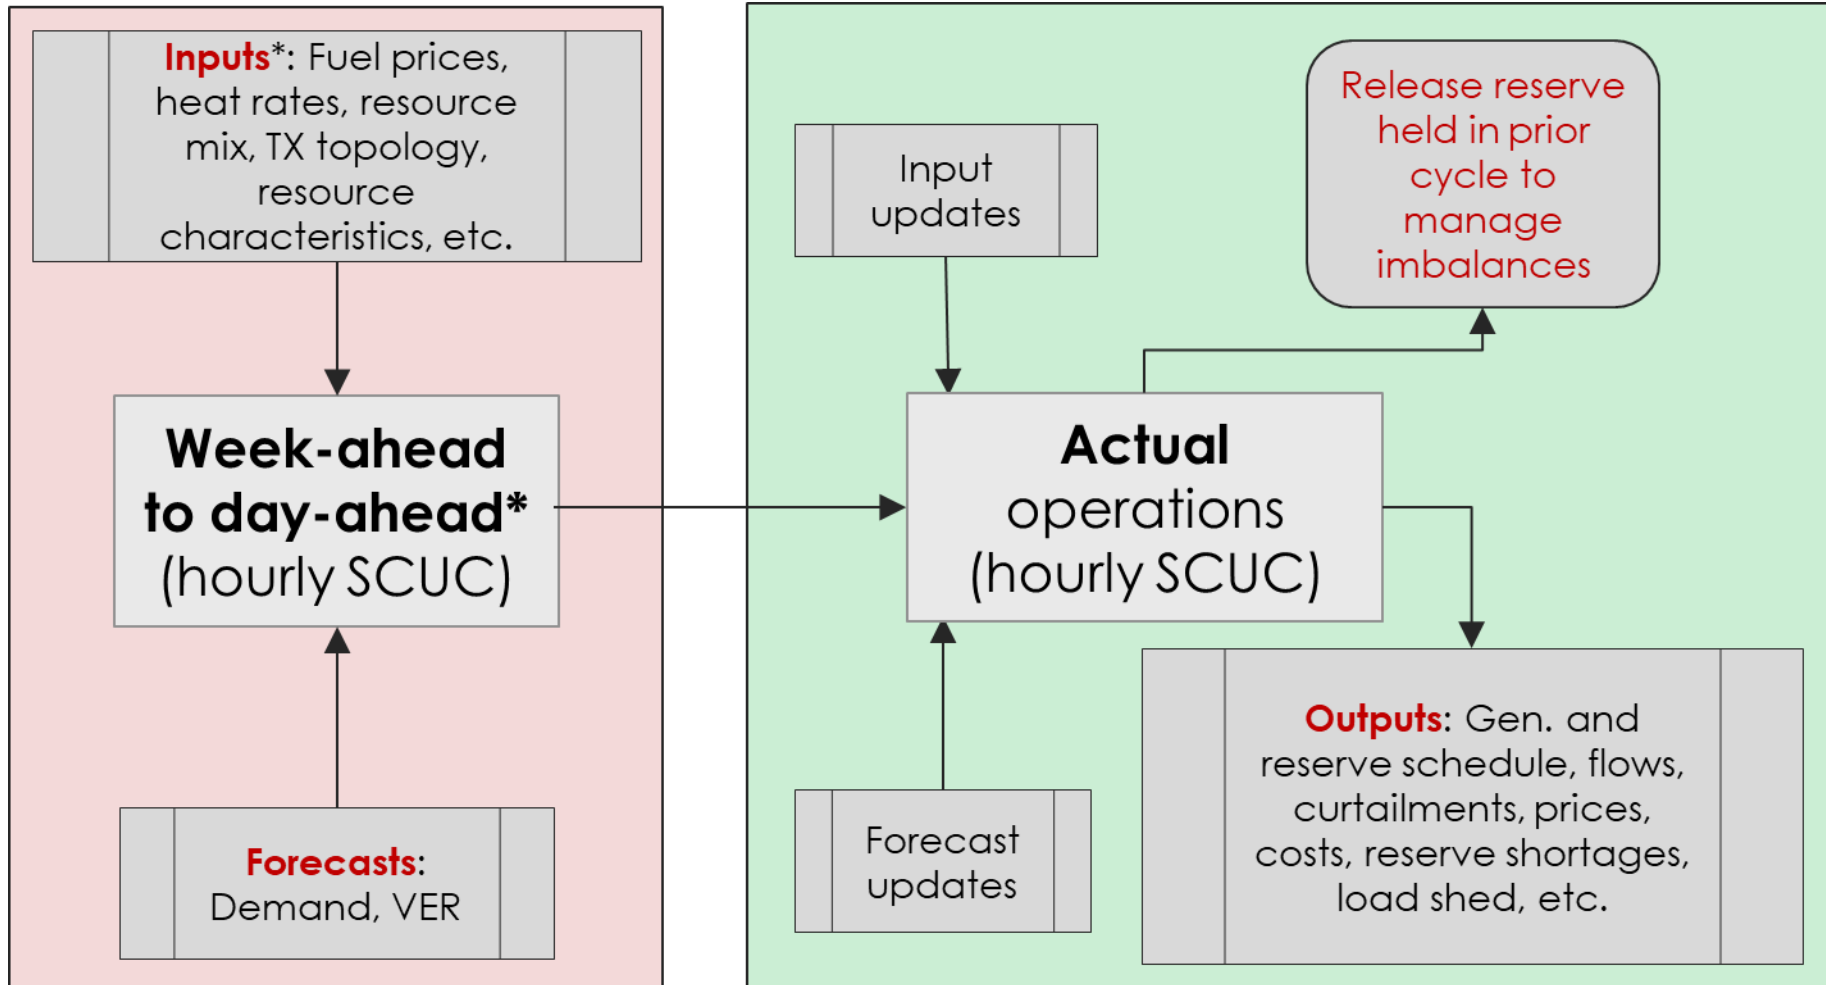 Inputs*: Fuel prices,
heat rates, resource
mix, TX topology,
resource
characteristics, etc.
Week-ahead
to day-ahead*
(hourly SCUC)
Forecasts:
Demand, VER
Input
updates
Release reserve
held in prior
cycle to
manage
imbalances
Actual
operations
(hourly SCUC)
Forecast
updates
Outputs: Gen. and
reserve schedule, flows,
curtailments, prices,
costs, reserve shortages,
load shed, etc.